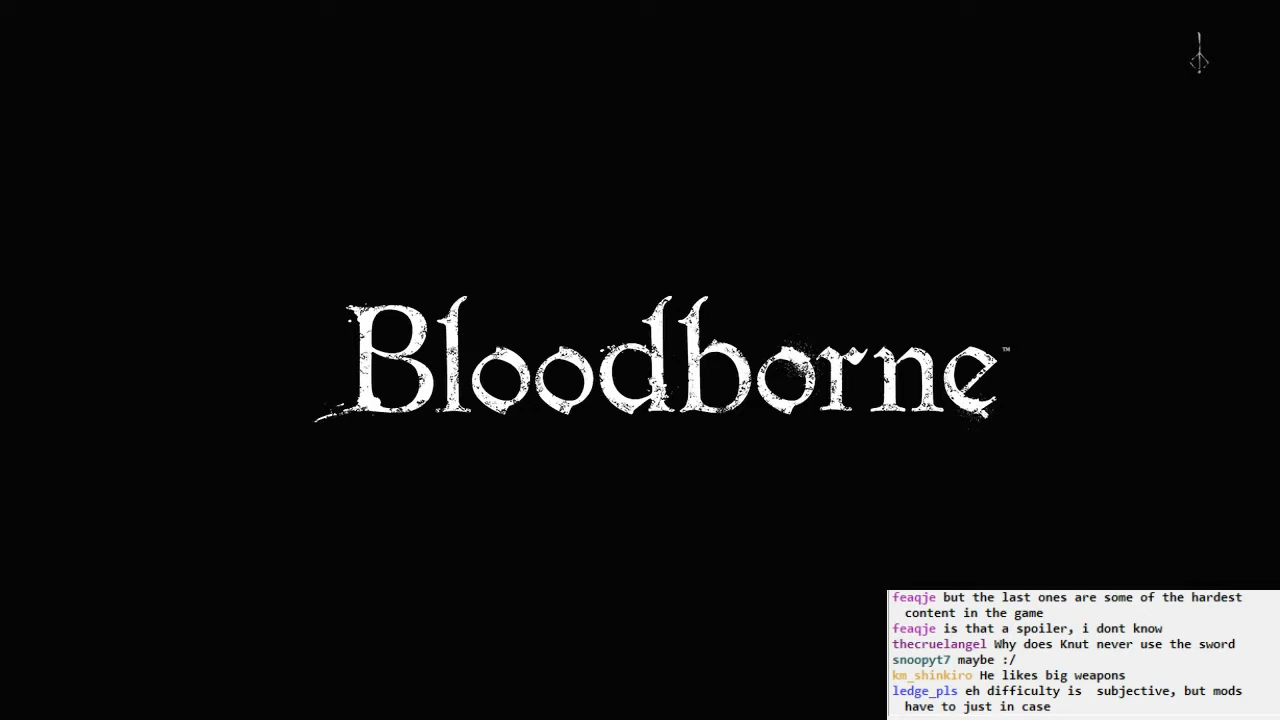 Bloodborne™
feaqje but the last ones are some of the hardest
content in the game
feaqje is that a spoiler, i dont know
thecruelangel Why does Knut never use the sword
snoopyt7 maybe :/
km_shinkiro He likes big weapons
ledge_pls eh difficulty is  subjective, but mods
have to just in case